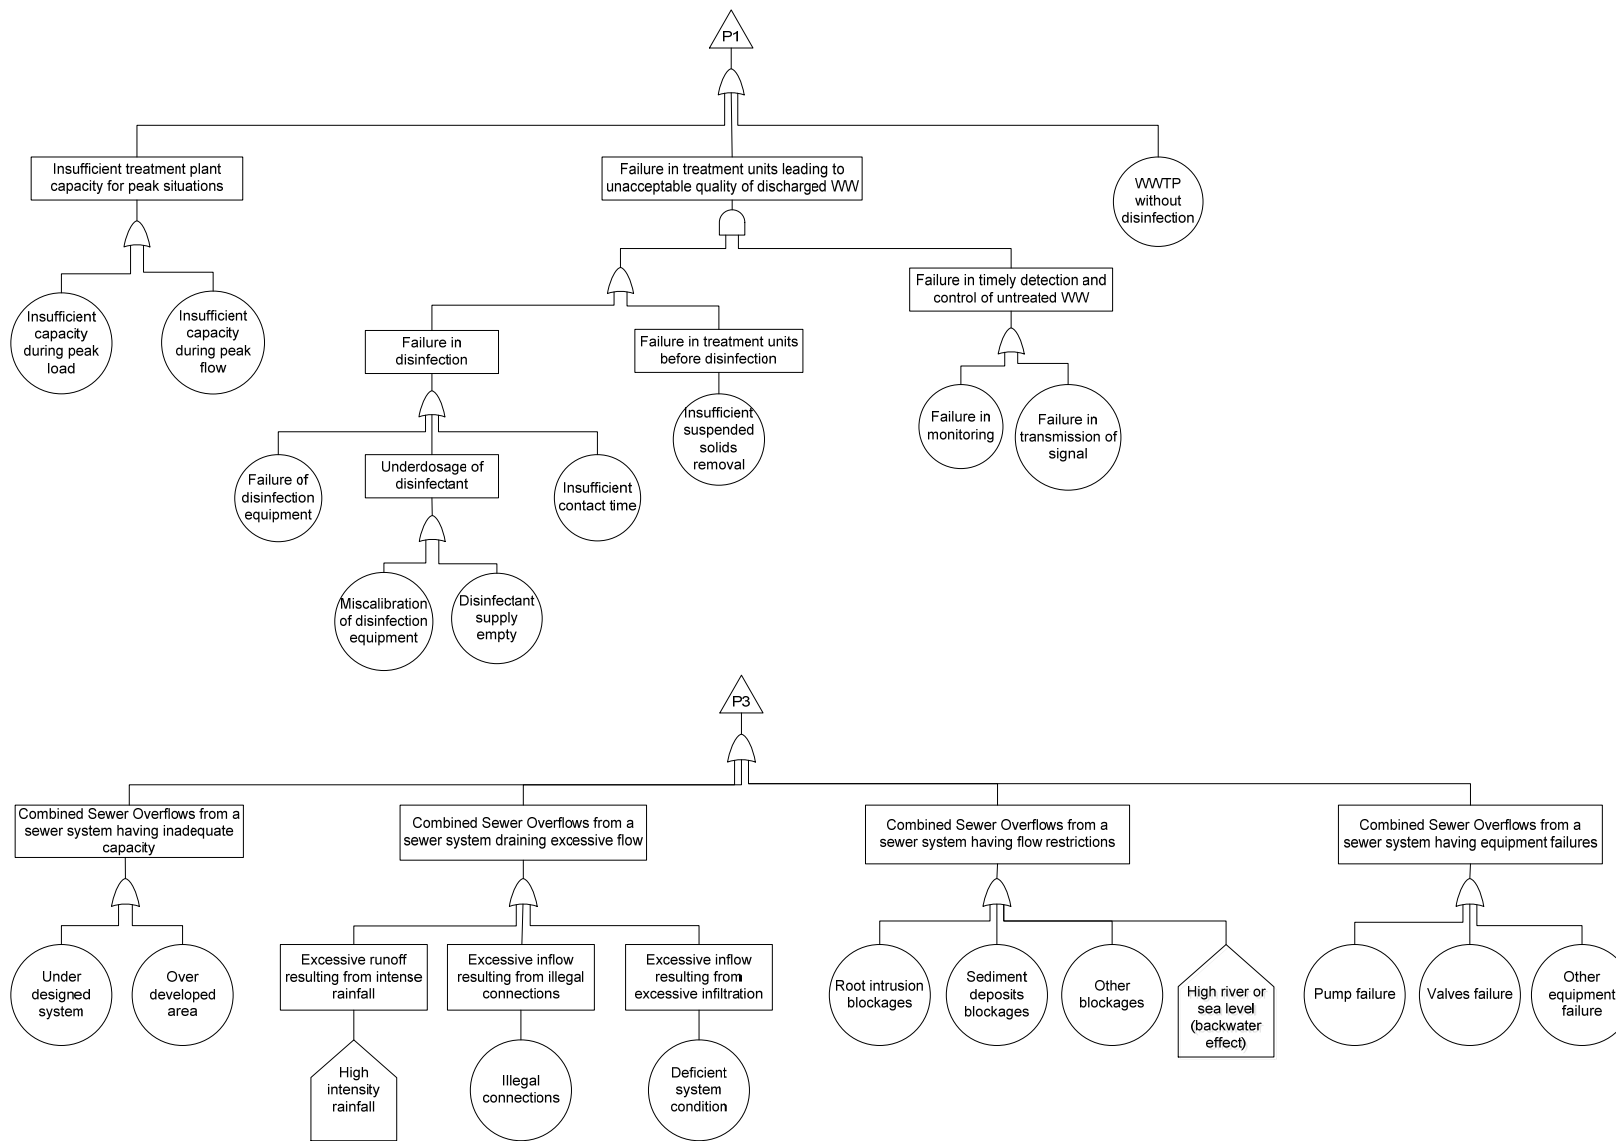 P1
Insufficient treatment plant
capacity for peak situations
Failure in treatment units leading to
unacceptable quality of discharged WW
WWTP
without
disinfection
Insufficient
capacity
during peak
load
Insufficient
capacity
during peak
flow
Failure in timely detection and
control of untreated WW
Failure in
disinfection
Failure in treatment units
before disinfection
Failure in
monitoring
Failure in
transmission of
signal
Insufficient
suspended
solids
removal
Failure of
disinfection
equipment
Underdosage of
disinfectant
Insufficient
contact time
Miscalibration
of disinfection
equipment
Disinfectant
supply
empty
P3
Combined Sewer Overflows from a
sewer system having inadequate
capacity
Combined Sewer Overflows from a
sewer system draining excessive flow
Combined Sewer Overflows from a
sewer system having flow restrictions
Combined Sewer Overflows from a
sewer system having equipment failures
Under
designed
system
Over
developed
area
Excessive runoff
resulting from intense
rainfall
Excessive inflow
resulting from illegal
connections
Excessive inflow
resulting from
excessive infiltration
Root intrusion
blockages
Sediment
deposits
blockages
Other
blockages
High river or
sea level
(backwater
effect)
Pump failure
Valves failure
Other
equipment
failure
High
intensity
rainfall
Illegal
connections
Deficient
system
condition